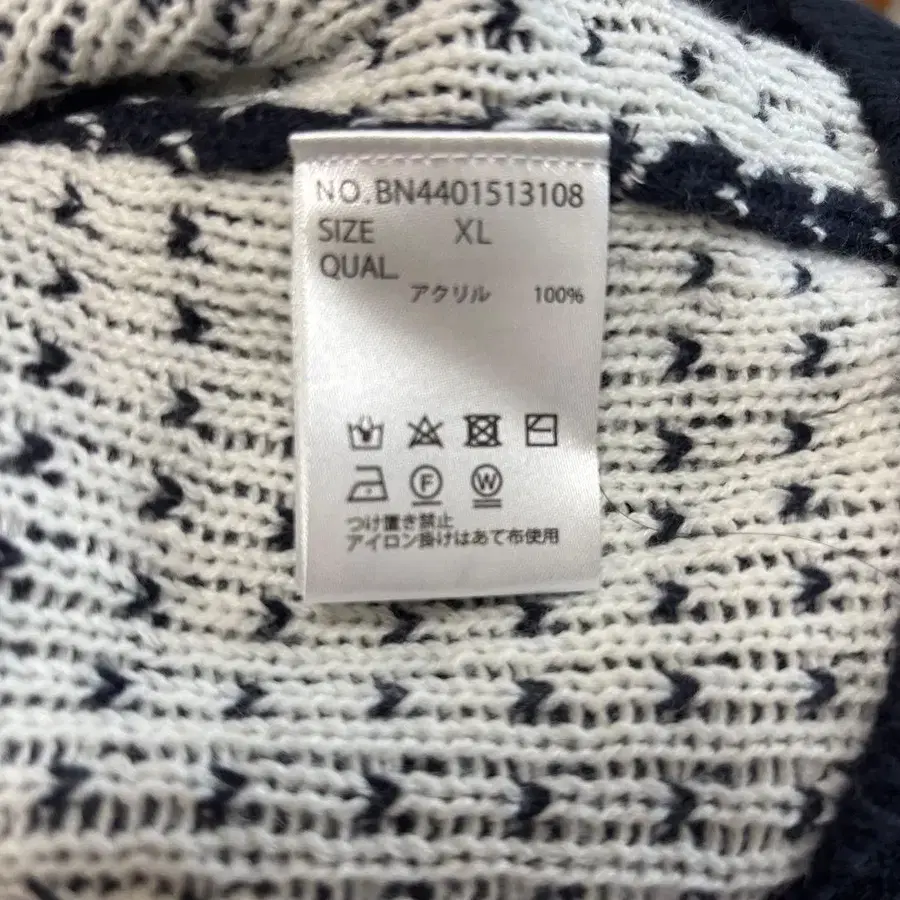 NO.BN4401513108
SIZE XL
QUAL.
アクリル 100%
F W
つけ置き禁止
アイロン掛けはあて布使用